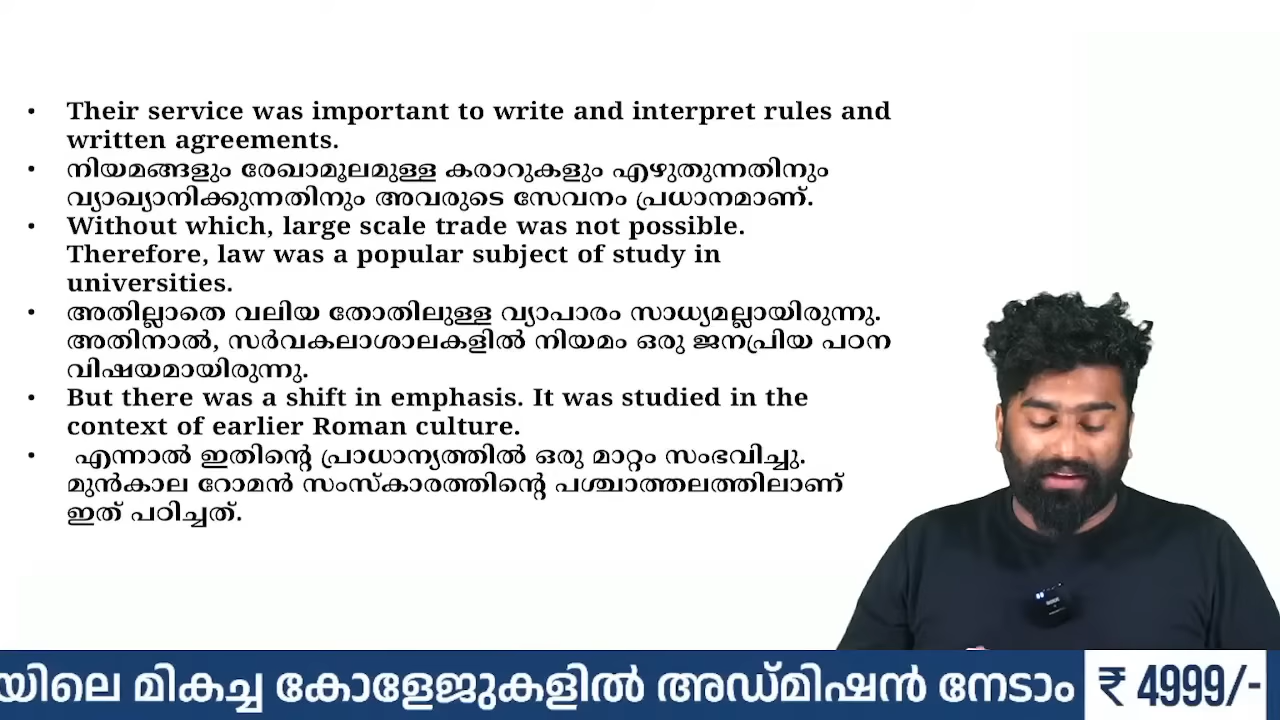 • Their service was important to write and interpret rules and
written agreements.
• നിയമങ്ങളും രേഖാമൂലമുള്ള കരാറുകളും എഴുതുന്നതിനും
വ്യാഖ്യാനിക്കുന്നതിനും അവരുടെ സേവനം പ്രധാനമാണ്.
• Without which, large scale trade was not possible.
Therefore, law was a popular subject of study in
universities.
• അതില്ലാതെ വലിയ തോതിലുള്ള വ്യാപാരം സാധ്യമല്ലായിരുന്നു.
അതിനാൽ, സർവകലാശാലകളിൽ നിയമം ഒരു ജനപ്രിയ പഠന
വിഷയമായിരുന്നു.
• But there was a shift in emphasis. It was studied in the
context of earlier Roman culture.
• എന്നാൽ ഇതിന്റെ പ്രാധാന്യത്തിൽ ഒരു മാറ്റം സംഭവിച്ചു.
മുൻകാല റോമൻ സംസ്കാരത്തിന്റെ പശ്ചാത്തലത്തിലാണ്
ഇത് പഠിച്ചത്.
യിലെ മികച്ച കോളേജുകളിൽ അഡ്മിഷൻ നേടാം ₹ 4999/-